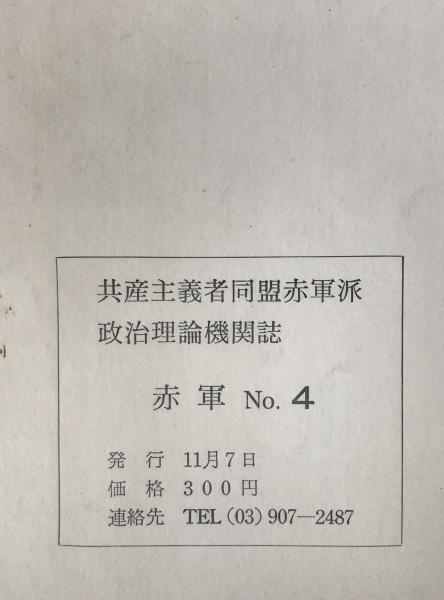 共産主義者同盟赤軍派
政治理論機関誌
赤軍 No. 4
発行 11月7日
価格 300円
連絡先 TEL (03) 907―2487